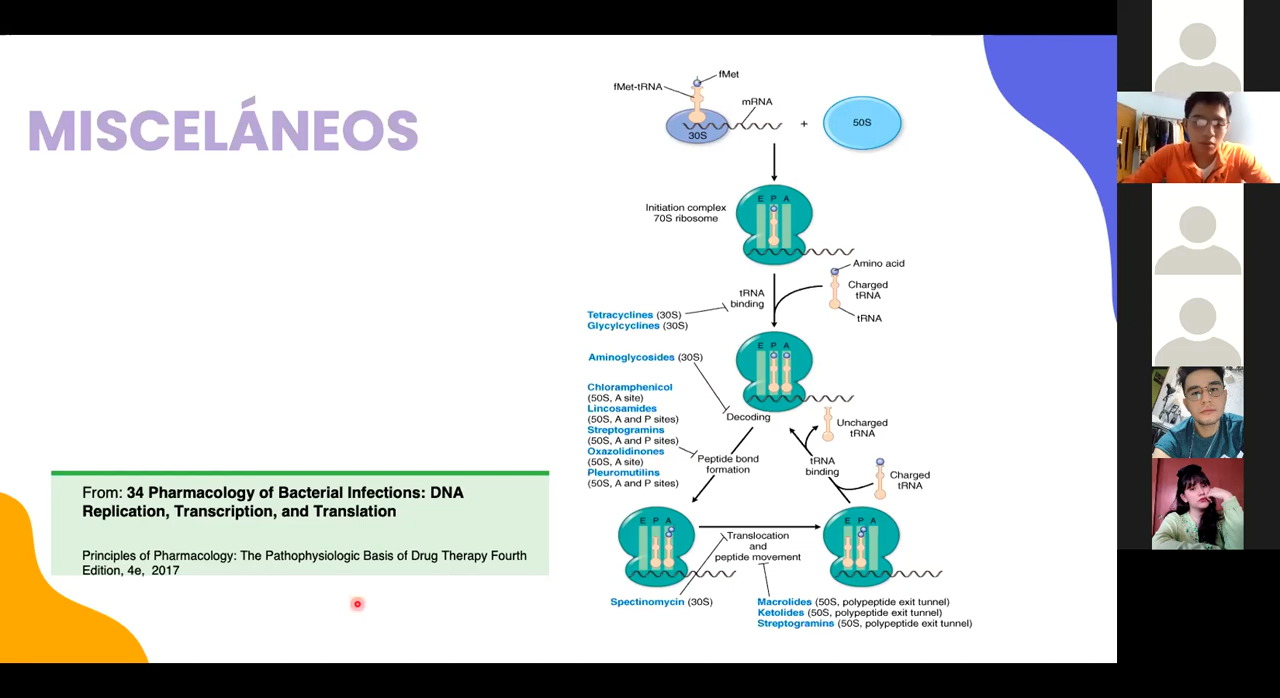 MISCELÁNEOS
From: 34 Pharmacology of Bacterial Infections: DNA
Replication, Transcription, and Translation
Principles of Pharmacology: The Pathophysiologic Basis of Drug Therapy Fourth
Edition, 4e, 2017
fMet
fMet-tRNA
mRNA
30S
+
50S
E P A
Initiation complex
70S ribosome
Amino acid
tRNA
binding
Charged
tRNA
tRNA
Tetracyclines (30S)
Glycylcyclines (30S)
E P A
Aminoglycosides (30S)
Chloramphenicol
(50S, A site)
Lincosamides
(50S, A and P sites)
Streptogramins
(50S, A and P sites)
Oxazolidinones
(50S, A site)
Pleuromutilins
(50S, A and P sites)
Decoding
Uncharged
tRNA
Peptide bond
formation
tRNA
binding
Charged
tRNA
E P A
E P A
Translocation
and
peptide movement
Spectinomycin (30S)
Macrolides (50S, polypeptide exit tunnel)
Ketolides (50S, polypeptide exit tunnel)
Streptogramins (50S, polypeptide exit tunnel)